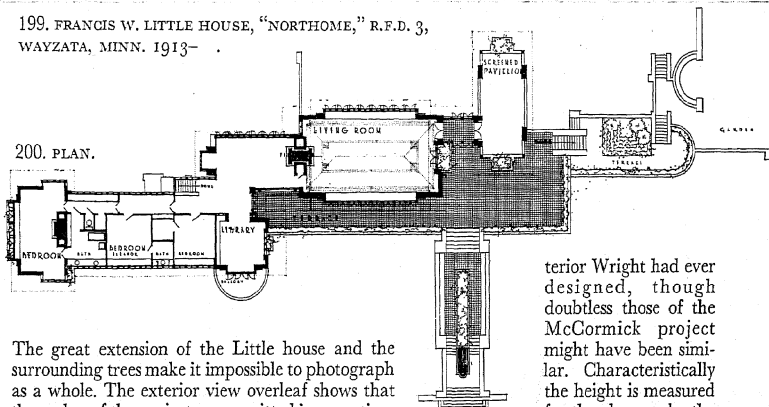 199. FRANCIS W. LITTLE HOUSE, “NORTHOME,” R.F.D. 3,
WAYZATA, MINN. 1913–  .
SCREENED
PAVILION
LIVING ROOM
GARDEN
TERRACE
200. PLAN.
TERRACE
LIBRARY
BEDROOM
BATH
BEDROOM
BATH
BEDROOM
BALCONY
The great extension of the Little house and the
surrounding trees make it impossible to photograph
as a whole. The exterior view overleaf shows that
terior Wright had ever
designed, though
doubtless those of the
McCormick project
might have been simi-
lar. Characteristically
the height is measured